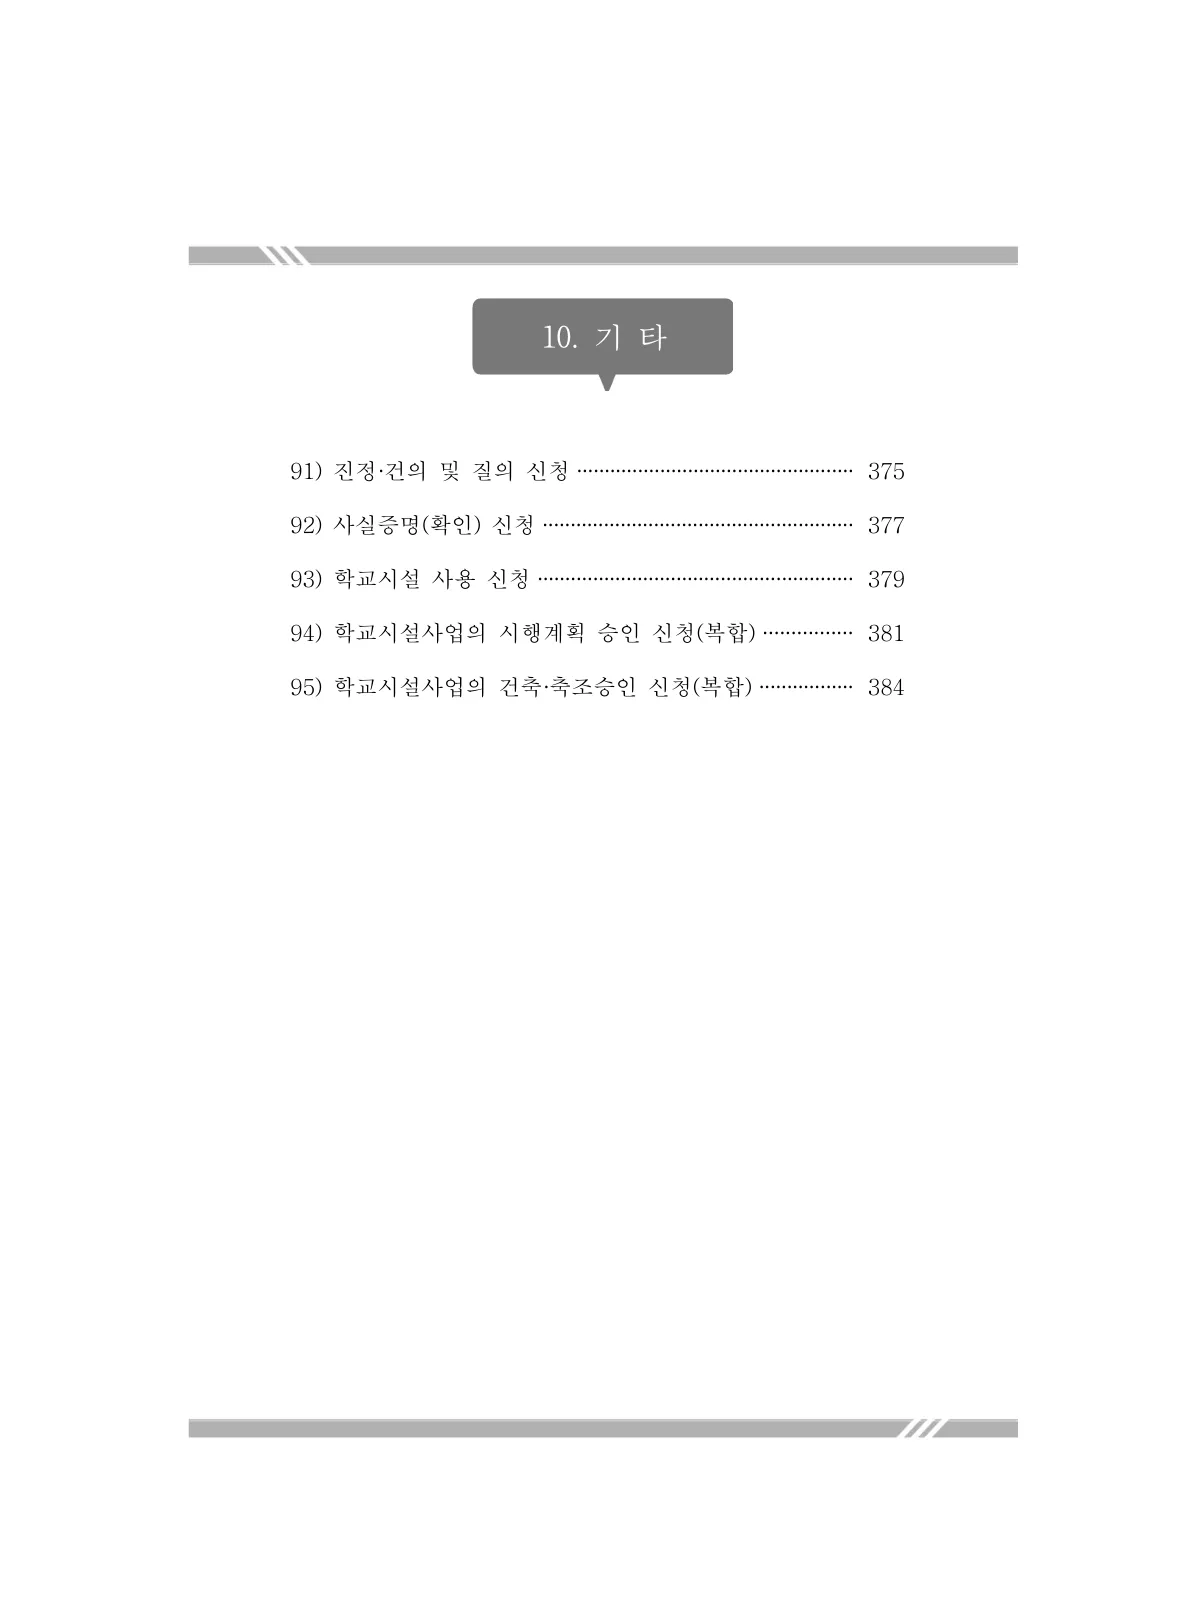 10. 기 타
91) 진정·건의 및 질의 신청 ·················································· 375
92) 사실증명(확인) 신청 ························································ 377
93) 학교시설 사용 신청 ························································· 379
94) 학교시설사업의 시행계획 승인 신청(복합) ················ 381
95) 학교시설사업의 건축·축조승인 신청(복합) ················· 384